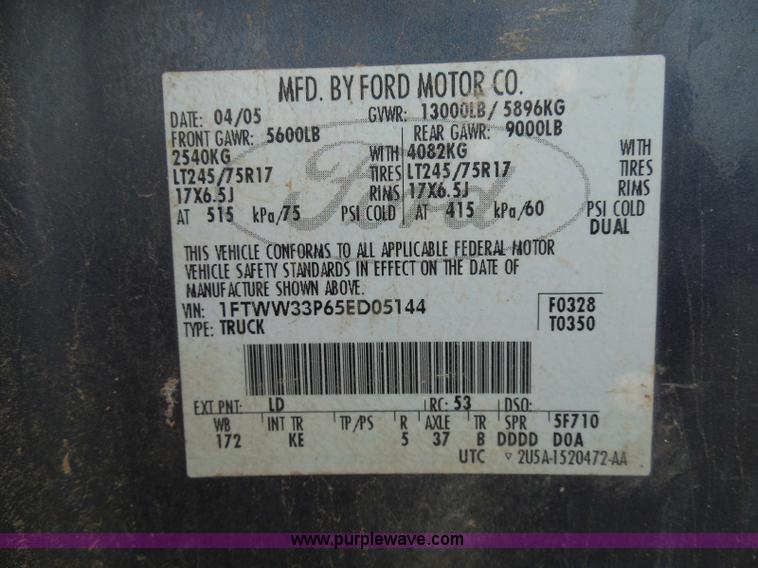 MFD. BY FORD MOTOR CO.
DATE: 04/05 GVWR: 13000LB/ 5896KG
FRONT GAWR: 5600LB REAR GAWR: 9000LB
2540KG WITH 4082KG WITH
LT245/75R17 TIRES LT245/75R17 TIRES
17X6.5J RIMS 17X6.5J RIMS
AT 515 kPa/75 PSI COLD AT 415 kPa/60 PSI COLD
DUAL
Ford
THIS VEHICLE CONFORMS TO ALL APPLICABLE FEDERAL MOTOR
VEHICLE SAFETY STANDARDS IN EFFECT ON THE DATE OF
MANUFACTURE SHOWN ABOVE.
VIN: 1FTWW33P65ED05144 F0328
TYPE: TRUCK T0350
EXT PNT: LD RC: 53 DSO:
WB INT TR TP/PS R AXLE TR SPR 5F710
172 KE 5 37 B DDDD D0A
UTC ▽ 2U5A-1520472-AA
www.purplewave.com